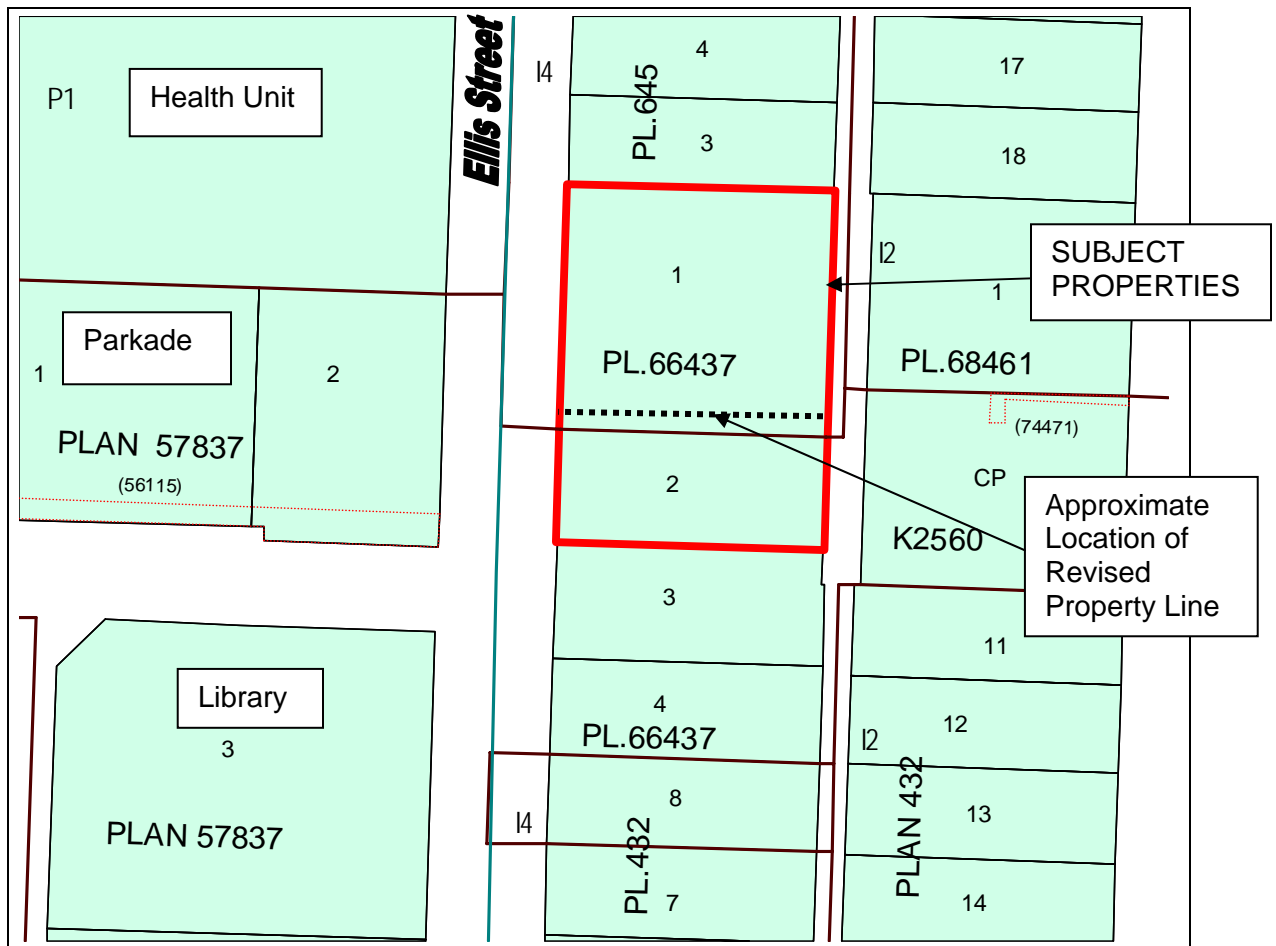 P1
Health Unit
Ellis Street
I4
4
PL.645
3
17
18
I2
SUBJECT
PROPERTIES
1
1
PL.66437
PL.68461
Parkade
1
2
PLAN 57837
(56115)
(74471)
CP
2
K2560
Approximate
Location of
Revised
Property Line
3
11
Library
3
4
PL.66437
I2
12
PLAN 57837
I4
8
PL.432
PLAN 432
13
7
14